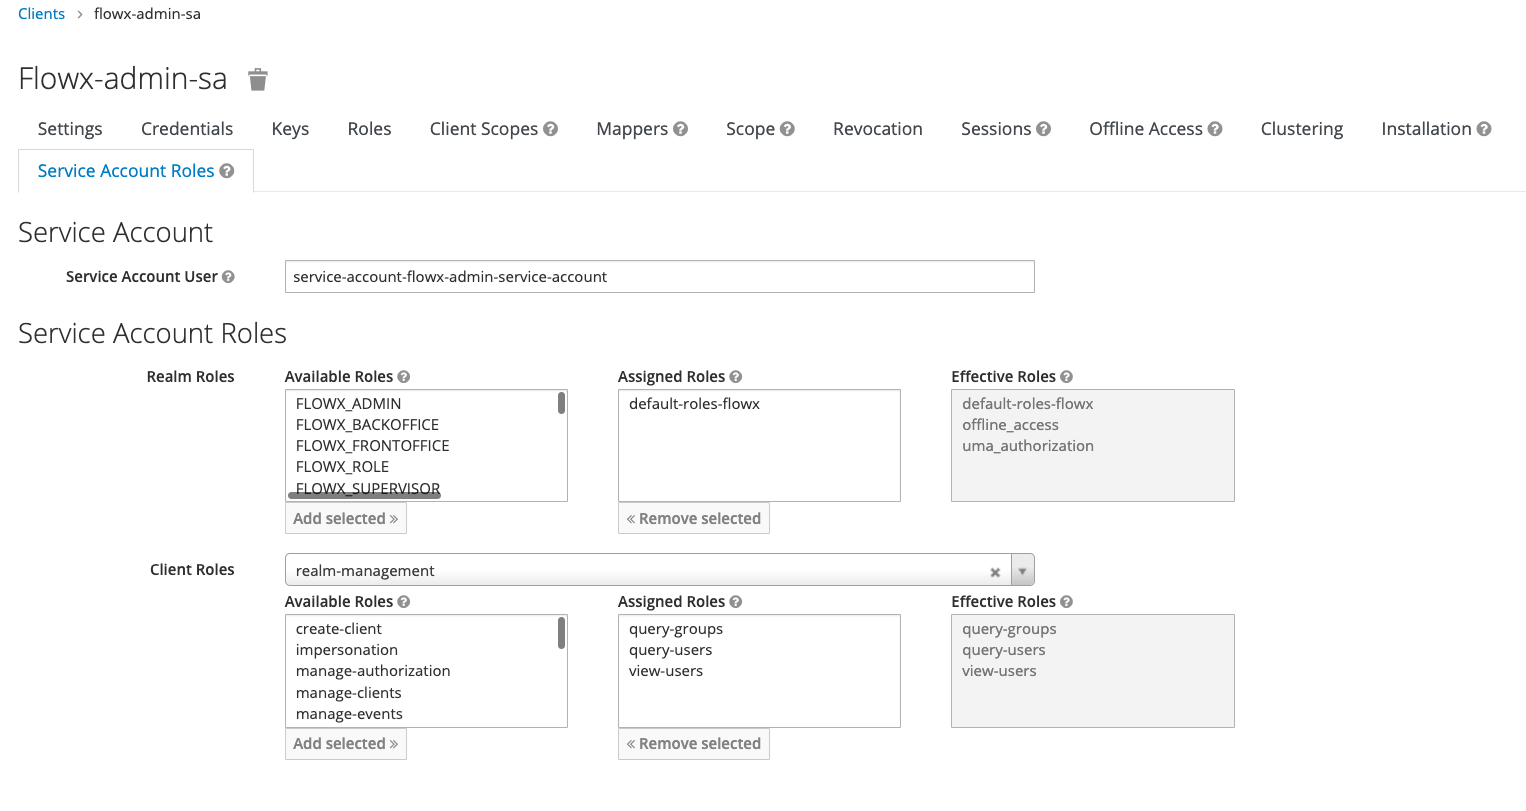 Clients > flowx-admin-sa
Flowx-admin-sa
Settings Credentials Keys Roles Client Scopes Mappers Scope Revocation Sessions Offline Access Clustering Installation
Service Account Roles
Service Account
Service Account User service-account-flowx-admin-service-account
Service Account Roles
Realm Roles Available Roles Assigned Roles Effective Roles
FLOWX_ADMIN default-roles-flowx default-roles-flowx
FLOWX_BACKOFFICE offline_access
FLOWX_FRONTOFFICE uma_authorization
FLOWX_ROLE
FLOWX_SUPERVISOR
Add selected » « Remove selected
Client Roles realm-management
Available Roles Assigned Roles Effective Roles
create-client query-groups query-groups
impersonation query-users query-users
manage-authorization view-users view-users
manage-clients
manage-events
Add selected » « Remove selected